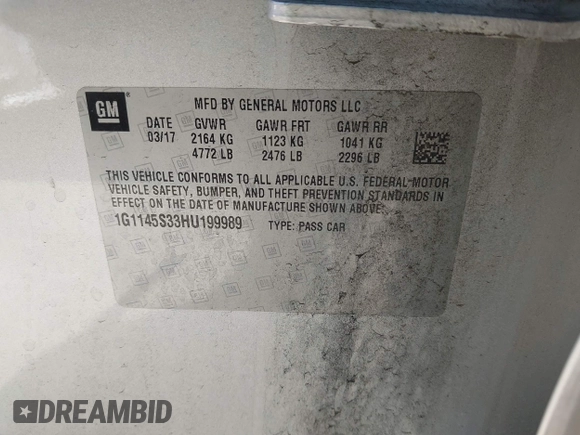 GM
MFD BY GENERAL MOTORS LLC
DATE GVWR GAWR FRT GAWR RR
03/17 2164 KG 1123 KG 1041 KG
4772 LB 2476 LB 2296 LB
THIS VEHICLE CONFORMS TO ALL APPLICABLE U.S. FEDERAL MOTOR
VEHICLE SAFETY, BUMPER, AND THEFT PREVENTION STANDARDS IN
EFFECT ON THE DATE OF MANUFACTURE SHOWN ABOVE.
1G1145S33HU199989 TYPE: PASS CAR
DREAMBID